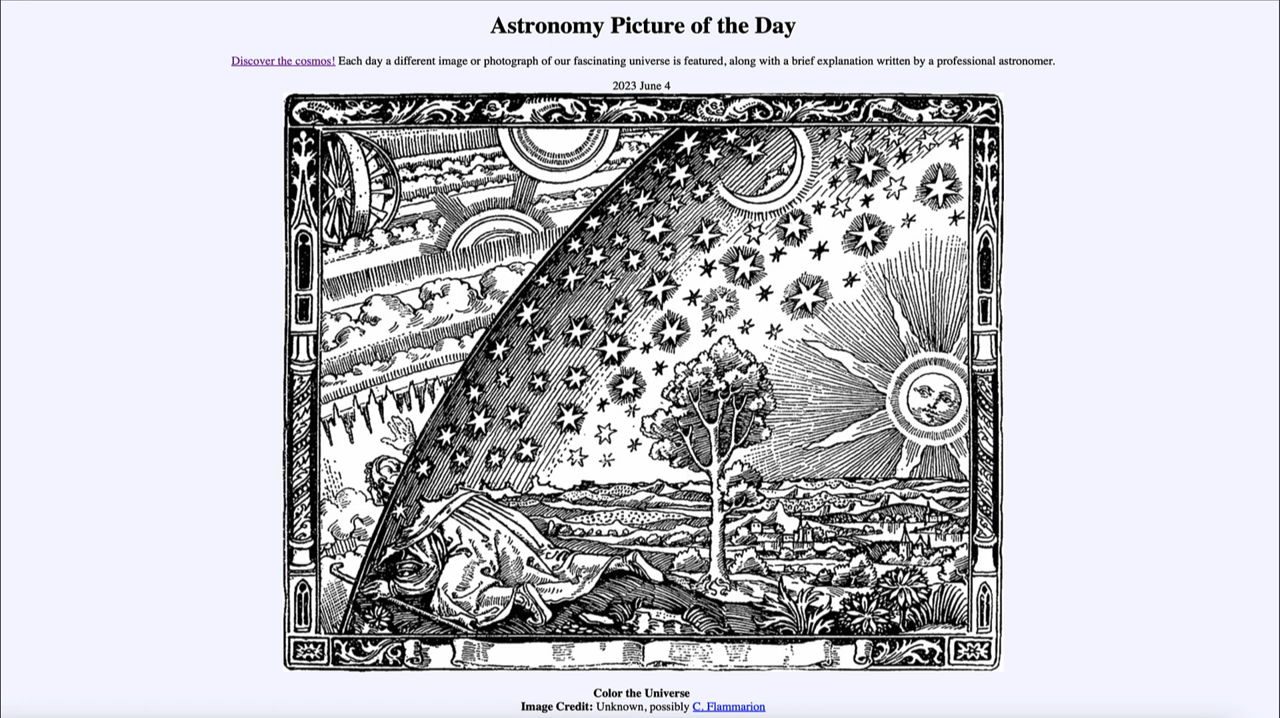 Astronomy Picture of the Day
Discover the cosmos! Each day a different image or photograph of our fascinating universe is featured, along with a brief explanation written by a professional astronomer.
2023 June 4
Color the Universe
Image Credit: Unknown, possibly C. Flammarion